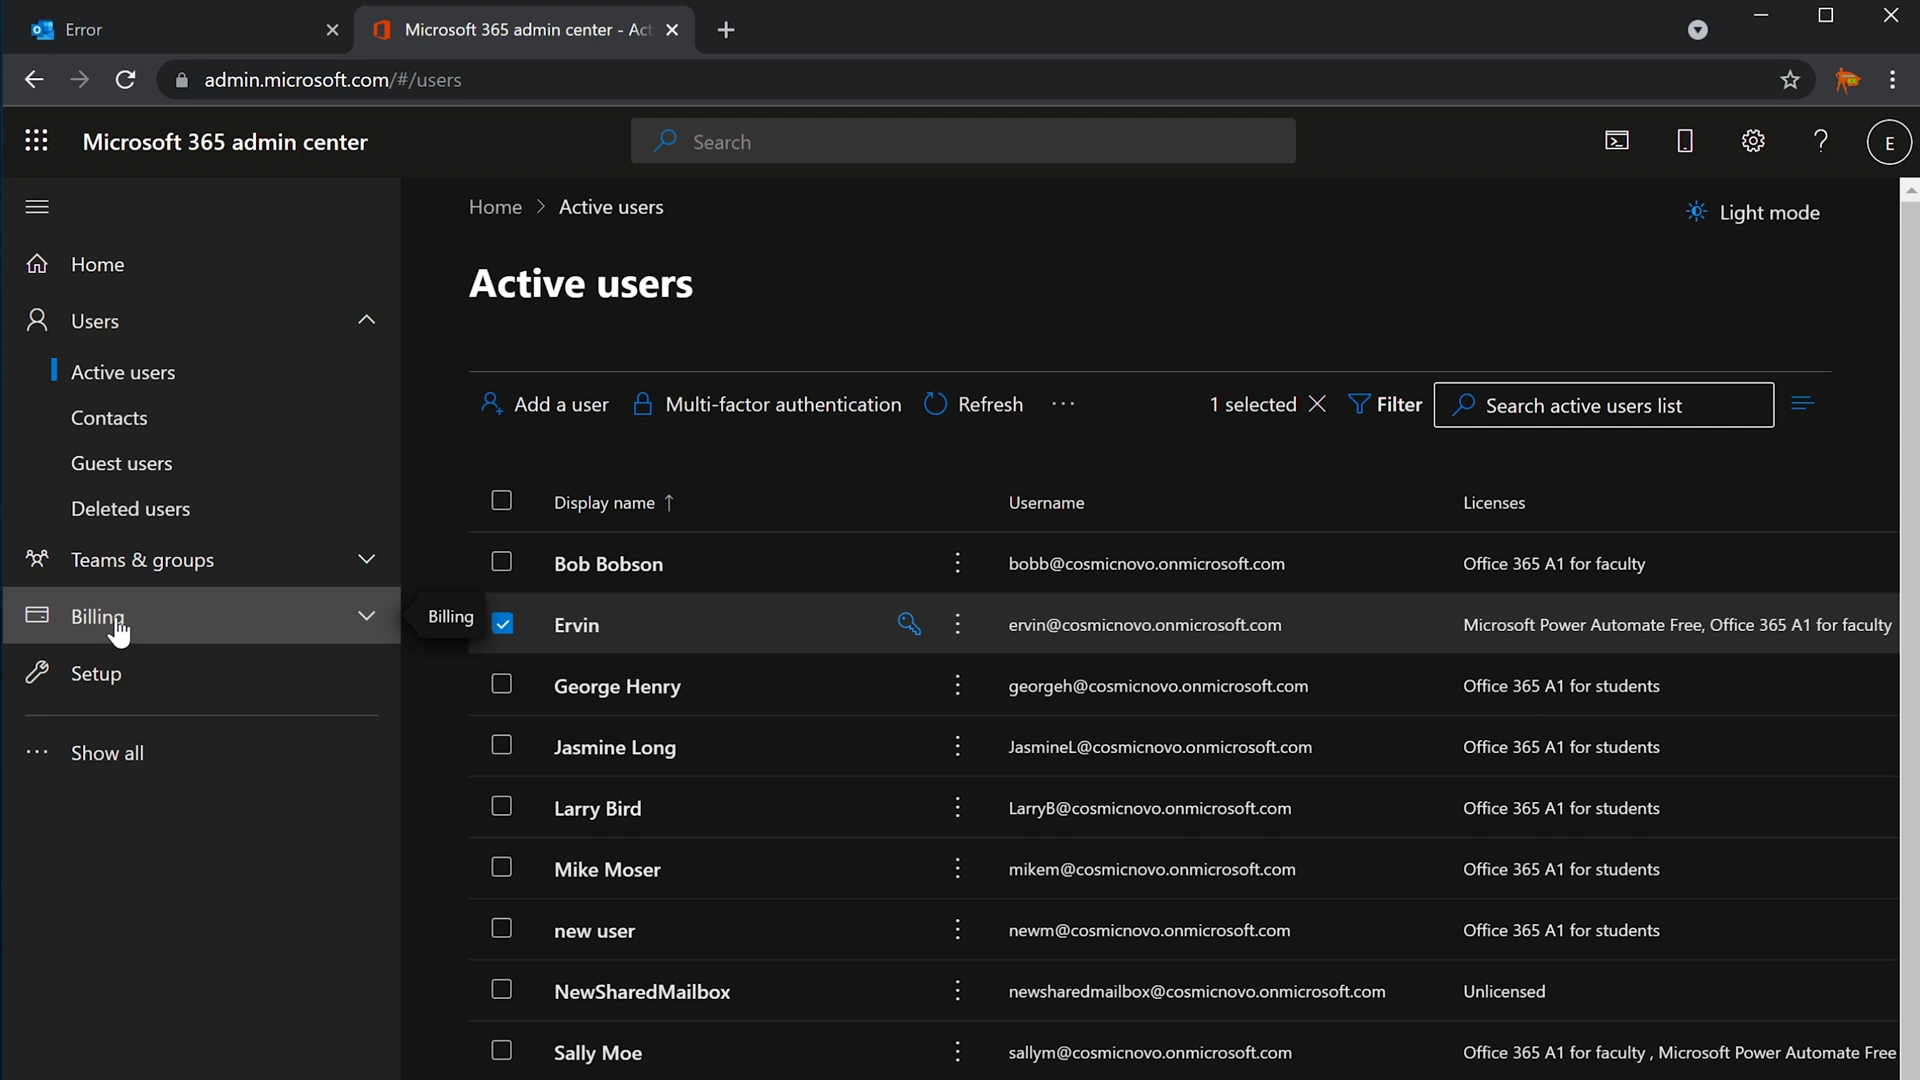 Error
Microsoft 365 admin center - Act
admin.microsoft.com/#/users
Microsoft 365 admin center
Search
?
E
Home > Active users
Light mode
Home
Users
Active users
Contacts
Guest users
Deleted users
Teams & groups
Billing
Billing
Setup
Show all
Active users
Add a user
Multi-factor authentication
Refresh
1 selected
Filter
Search active users list
Display name ↑ Username Licenses
Bob Bobson bobb@cosmicnovo.onmicrosoft.com Office 365 A1 for faculty
Ervin ervin@cosmicnovo.onmicrosoft.com Microsoft Power Automate Free, Office 365 A1 for faculty
George Henry georgeh@cosmicnovo.onmicrosoft.com Office 365 A1 for students
Jasmine Long JasmineL@cosmicnovo.onmicrosoft.com Office 365 A1 for students
Larry Bird LarryB@cosmicnovo.onmicrosoft.com Office 365 A1 for students
Mike Moser mikem@cosmicnovo.onmicrosoft.com Office 365 A1 for students
new user newm@cosmicnovo.onmicrosoft.com Office 365 A1 for students
NewSharedMailbox newsharedmailbox@cosmicnovo.onmicrosoft.com Unlicensed
Sally Moe sallym@cosmicnovo.onmicrosoft.com Office 365 A1 for faculty , Microsoft Power Automate Free